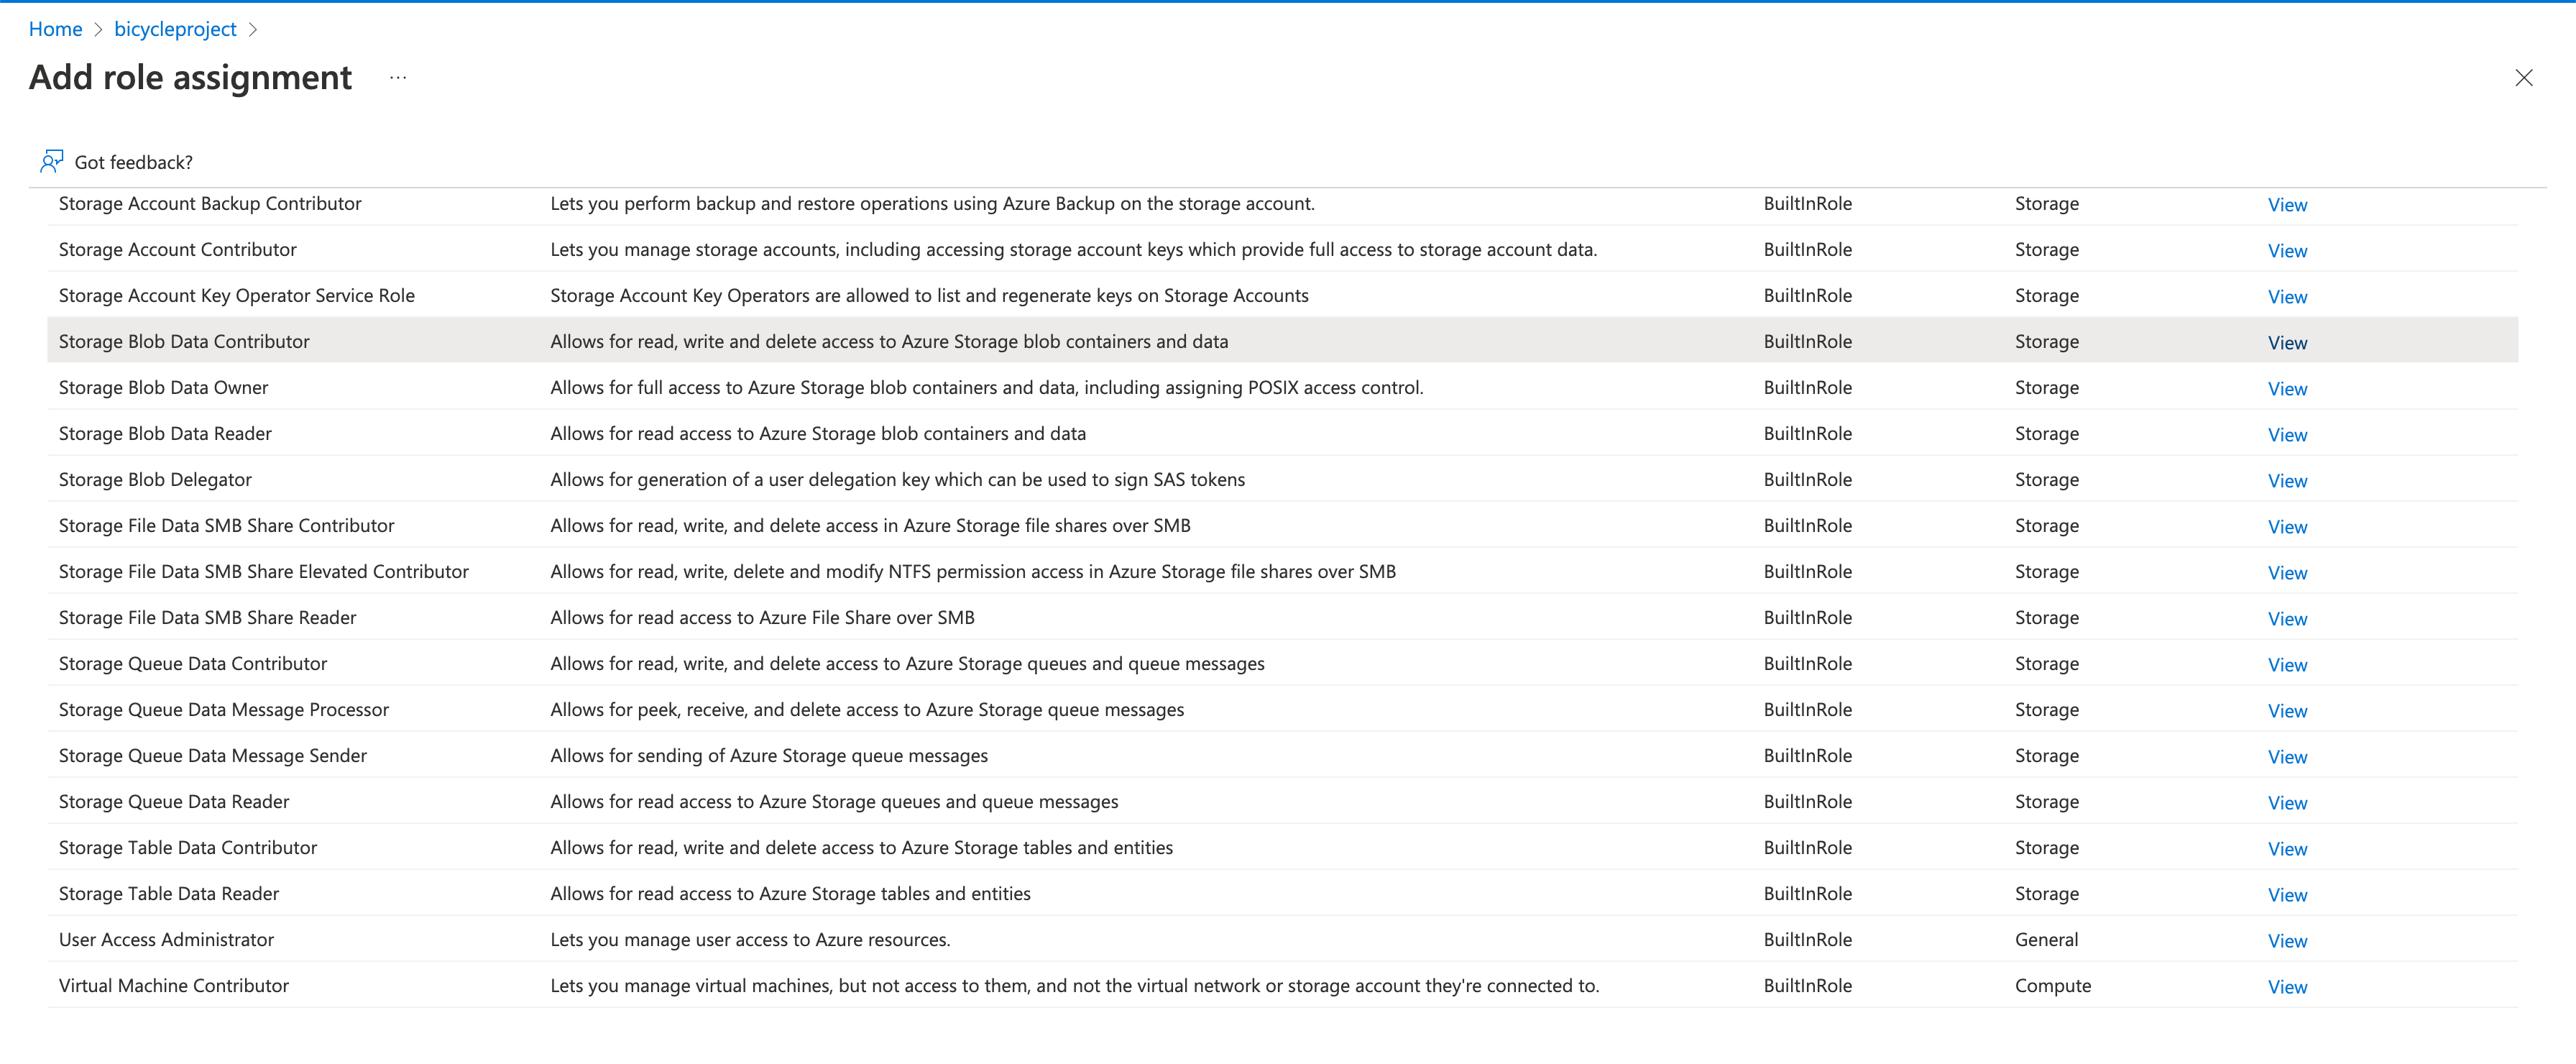 Home > bicycleproject >
Add role assignment ...
Got feedback?
Storage Account Backup Contributor Lets you perform backup and restore operations using Azure Backup on the storage account. BuiltInRole Storage View
Storage Account Contributor Lets you manage storage accounts, including accessing storage account keys which provide full access to storage account data. BuiltInRole Storage View
Storage Account Key Operator Service Role Storage Account Key Operators are allowed to list and regenerate keys on Storage Accounts BuiltInRole Storage View
Storage Blob Data Contributor Allows for read, write and delete access to Azure Storage blob containers and data BuiltInRole Storage View
Storage Blob Data Owner Allows for full access to Azure Storage blob containers and data, including assigning POSIX access control. BuiltInRole Storage View
Storage Blob Data Reader Allows for read access to Azure Storage blob containers and data BuiltInRole Storage View
Storage Blob Delegator Allows for generation of a user delegation key which can be used to sign SAS tokens BuiltInRole Storage View
Storage File Data SMB Share Contributor Allows for read, write, and delete access in Azure Storage file shares over SMB BuiltInRole Storage View
Storage File Data SMB Share Elevated Contributor Allows for read, write, delete and modify NTFS permission access in Azure Storage file shares over SMB BuiltInRole Storage View
Storage File Data SMB Share Reader Allows for read access to Azure File Share over SMB BuiltInRole Storage View
Storage Queue Data Contributor Allows for read, write, and delete access to Azure Storage queues and queue messages BuiltInRole Storage View
Storage Queue Data Message Processor Allows for peek, receive, and delete access to Azure Storage queue messages BuiltInRole Storage View
Storage Queue Data Message Sender Allows for sending of Azure Storage queue messages BuiltInRole Storage View
Storage Queue Data Reader Allows for read access to Azure Storage queues and queue messages BuiltInRole Storage View
Storage Table Data Contributor Allows for read, write and delete access to Azure Storage tables and entities BuiltInRole Storage View
Storage Table Data Reader Allows for read access to Azure Storage tables and entities BuiltInRole Storage View
User Access Administrator Lets you manage user access to Azure resources. BuiltInRole General View
Virtual Machine Contributor Lets you manage virtual machines, but not access to them, and not the virtual network or storage account they're connected to. BuiltInRole Compute View